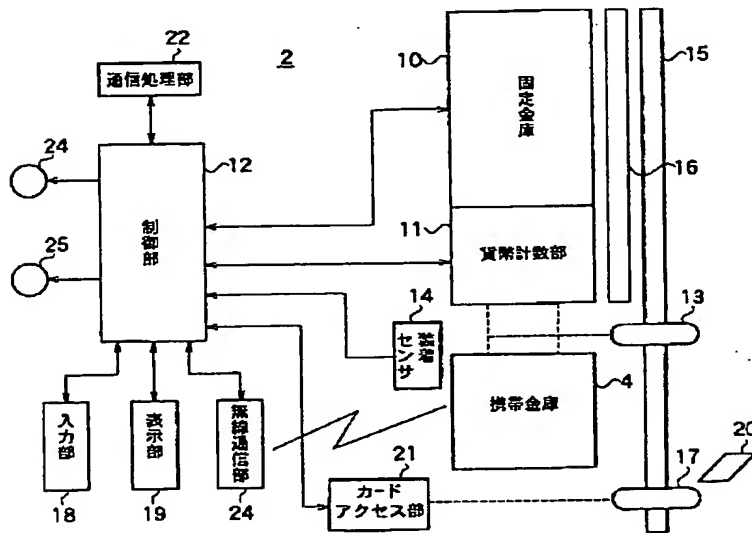 22
2
10
15
通信処理部
固定金庫
24
12
16
25
制御部
11
貨幣計数部
14
13
装着
センサ
4
携帯金庫
入力部
表示部
無線通信部
21
カード
アクセス部
17
20
18
19
24